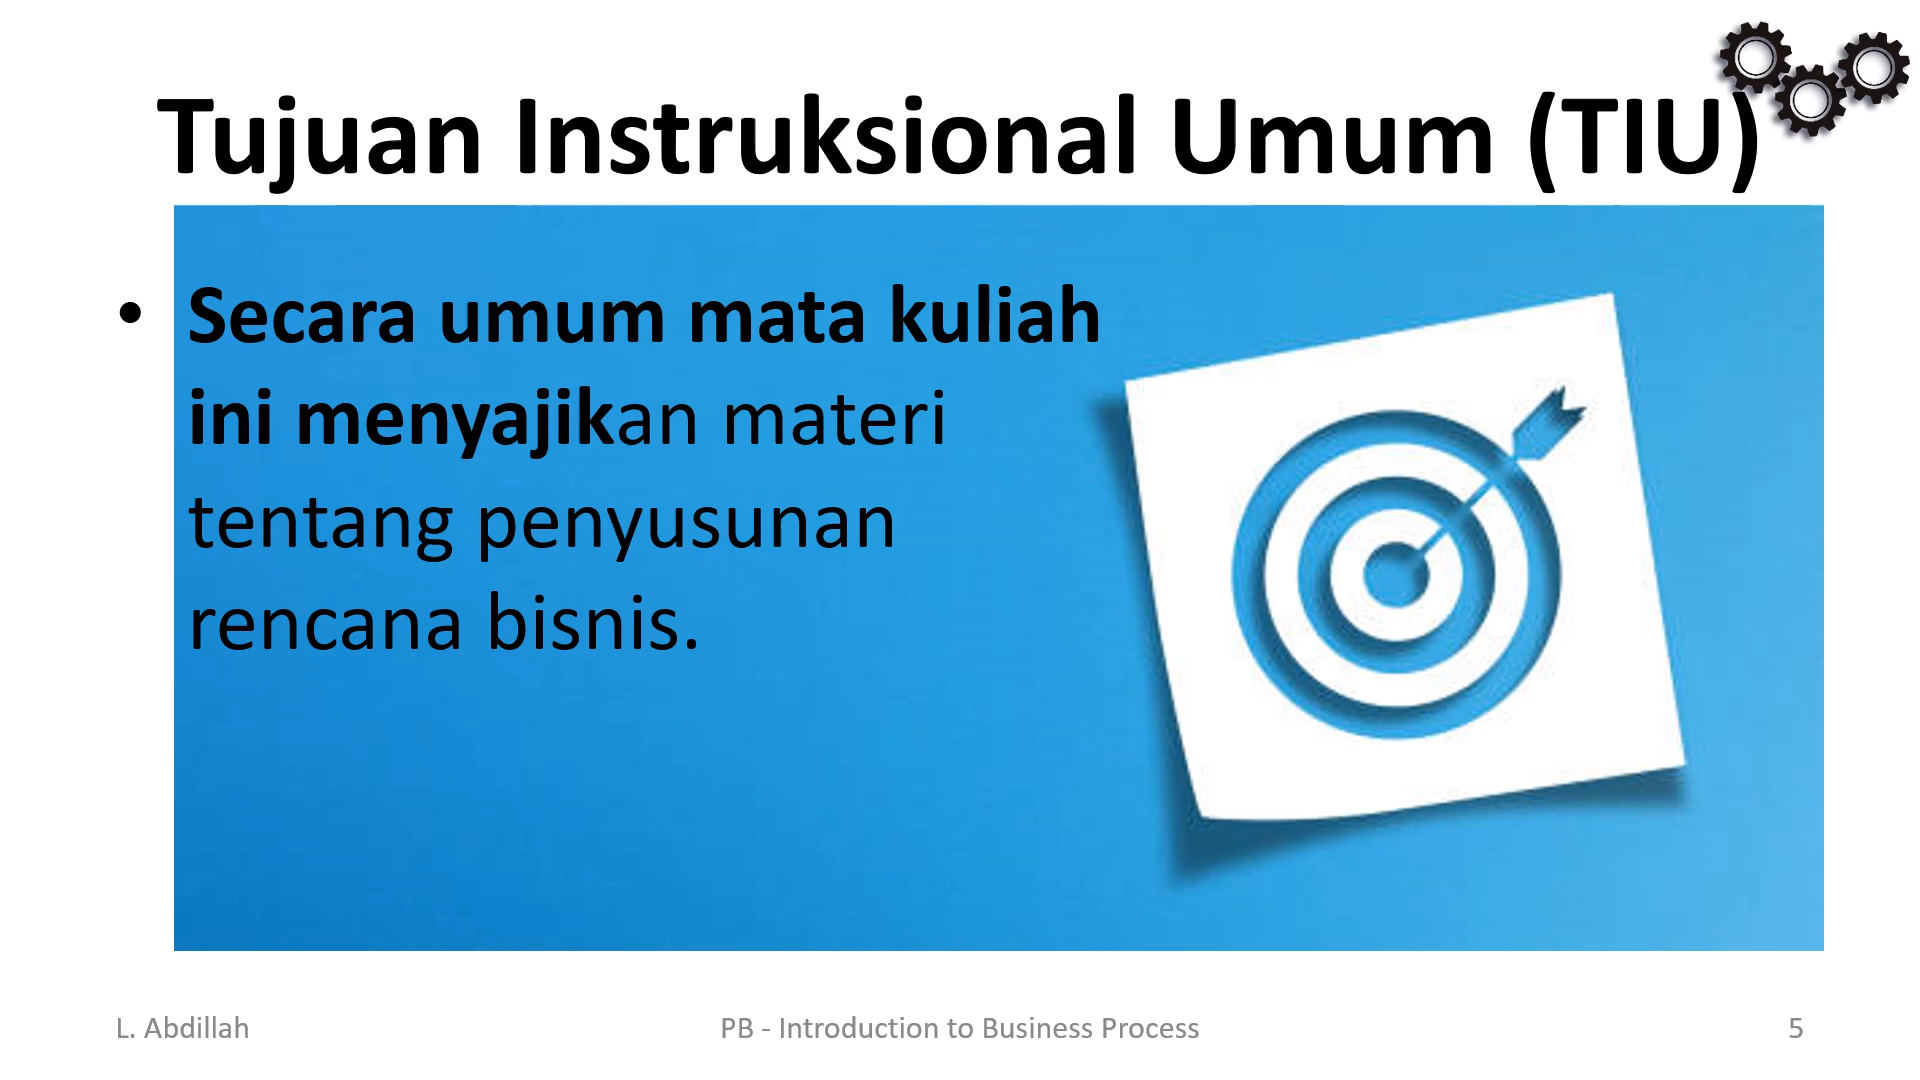 Tujuan Instruksional Umum (TIU)
• Secara umum mata kuliah
ini menyajikan materi
tentang penyusunan
rencana bisnis.
L. Abdillah
PB - Introduction to Business Process
5